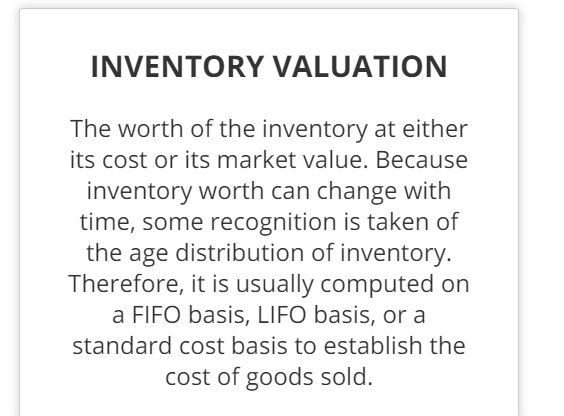 INVENTORY VALUATION
The worth of the inventory at either
its cost or its market value. Because
inventory worth can change with
time, some recognition is taken of
the age distribution of inventory.
Therefore, it is usually computed on
a FIFO basis, LIFO basis, or a
standard cost basis to establish the
cost of goods sold.